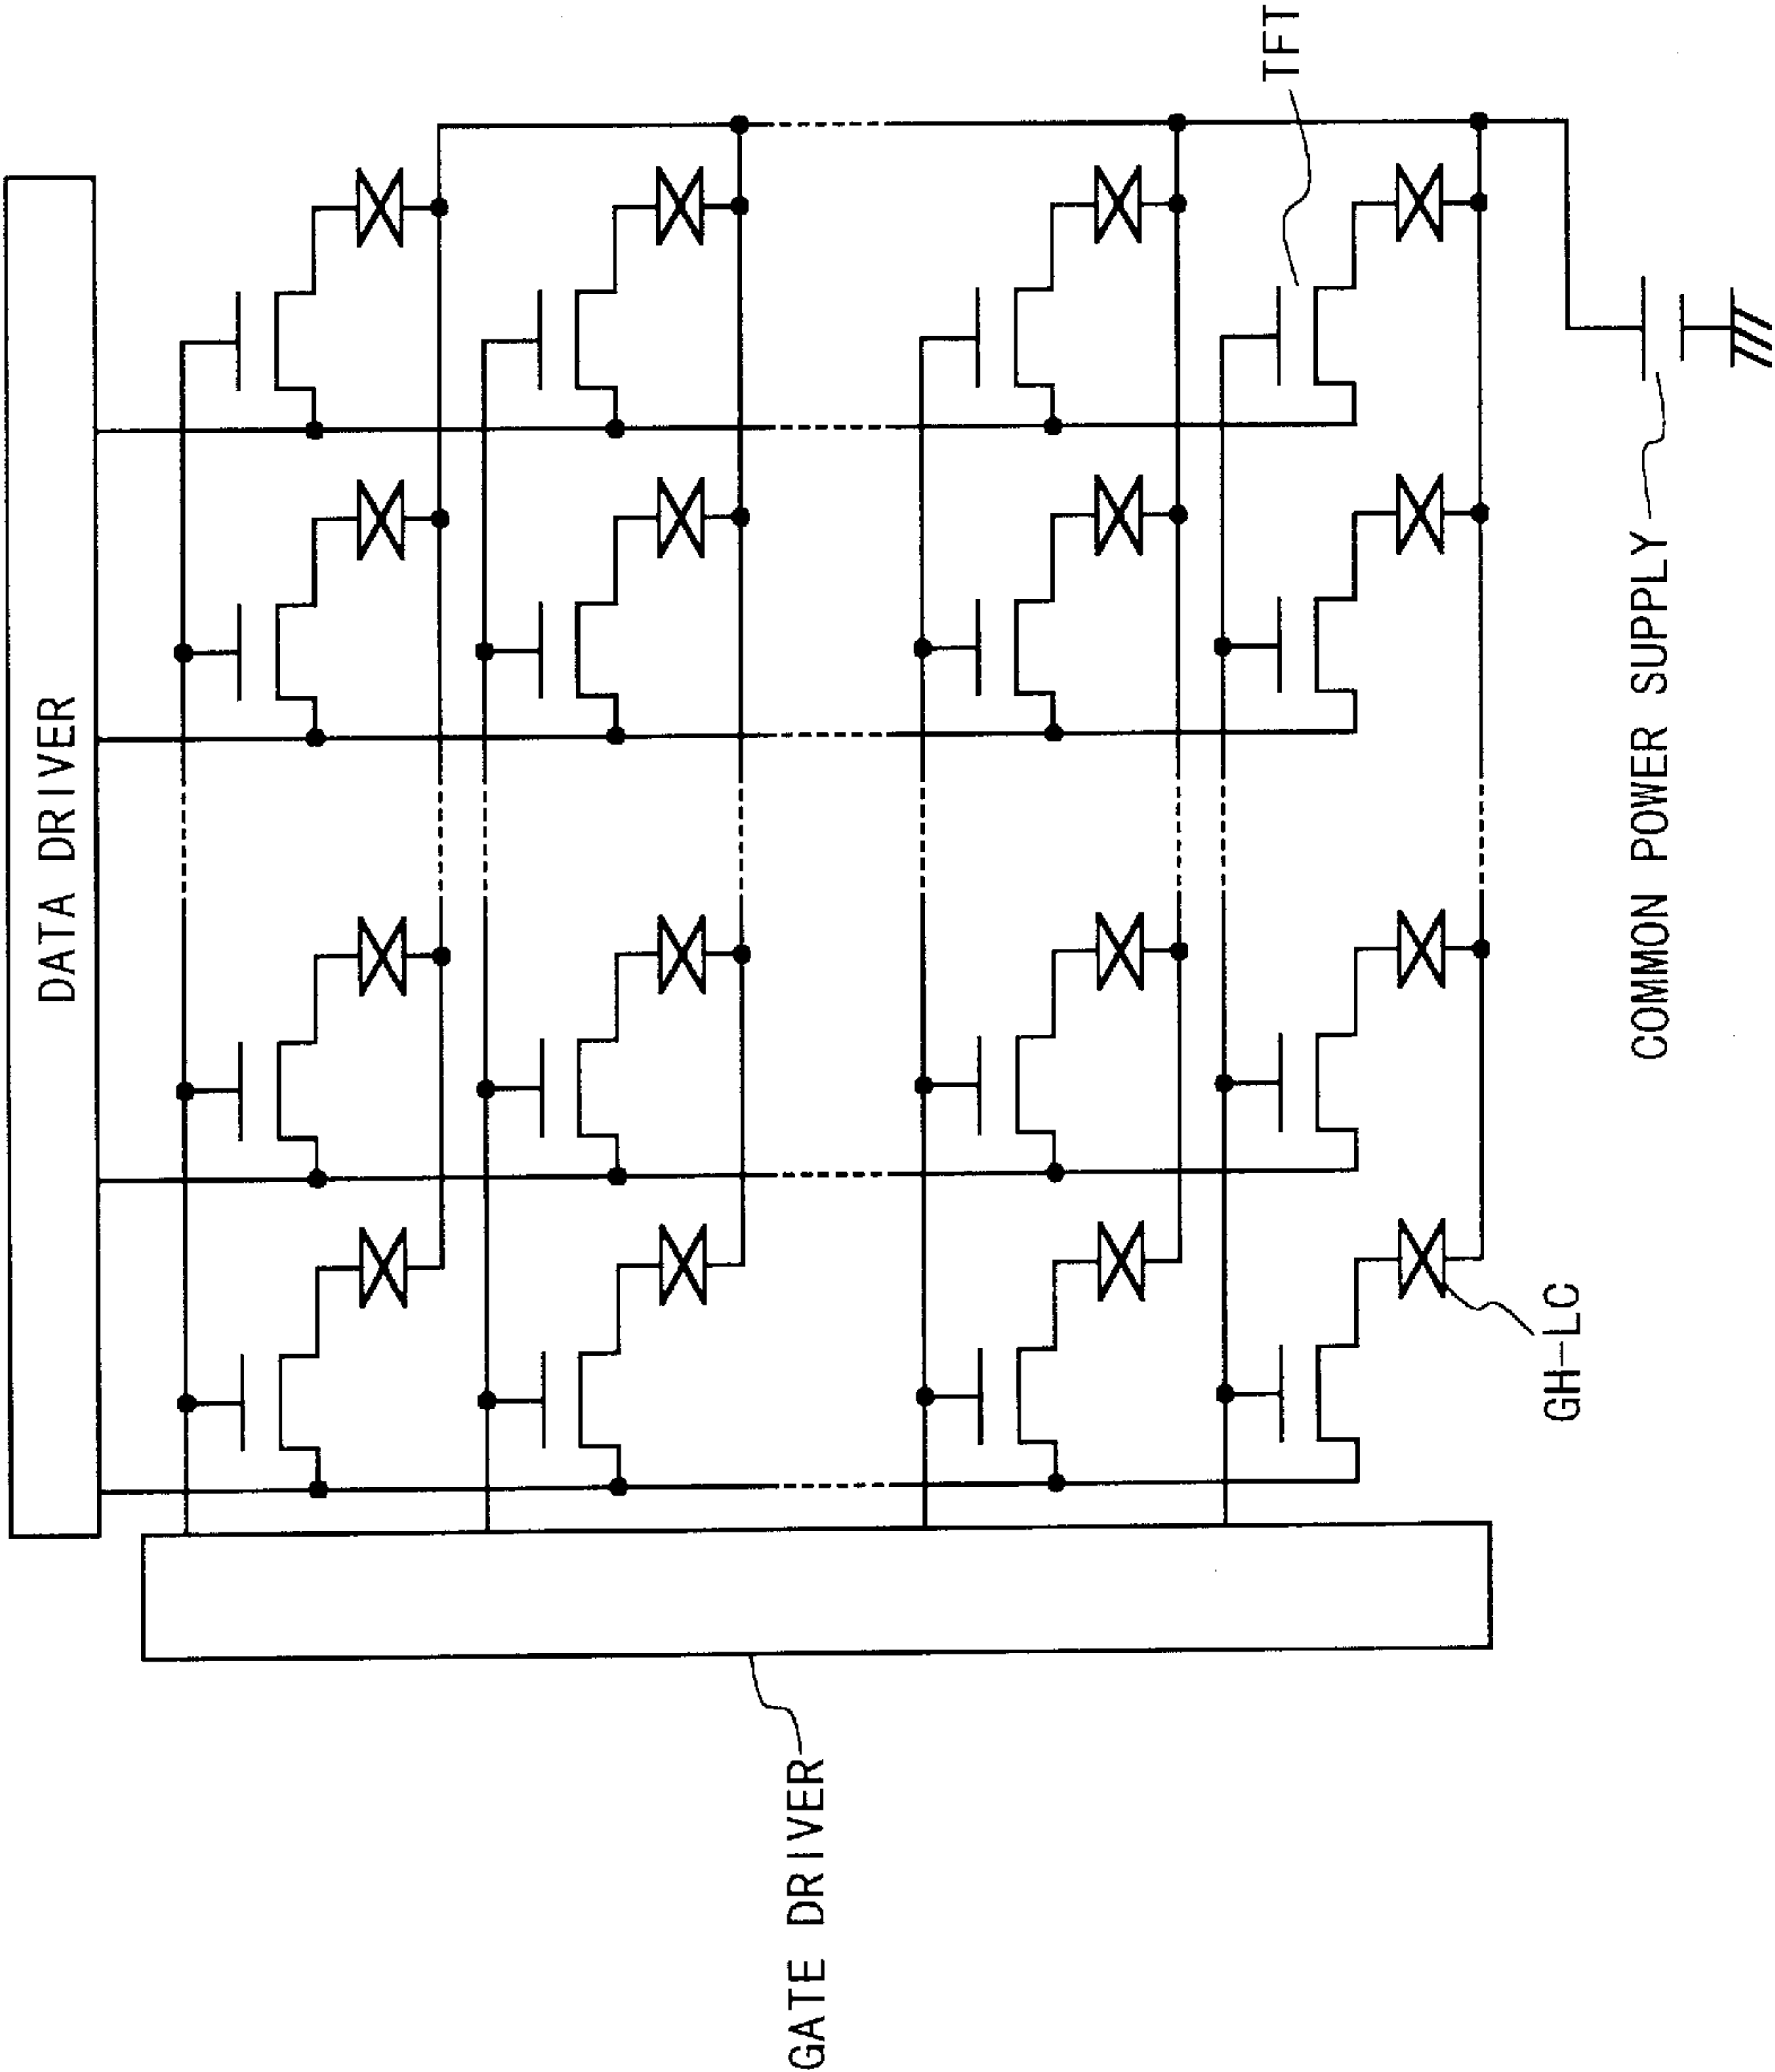 DATA DRIVER
TFT
COMMON POWER SUPPLY
GH-LC
GATE DRIVER